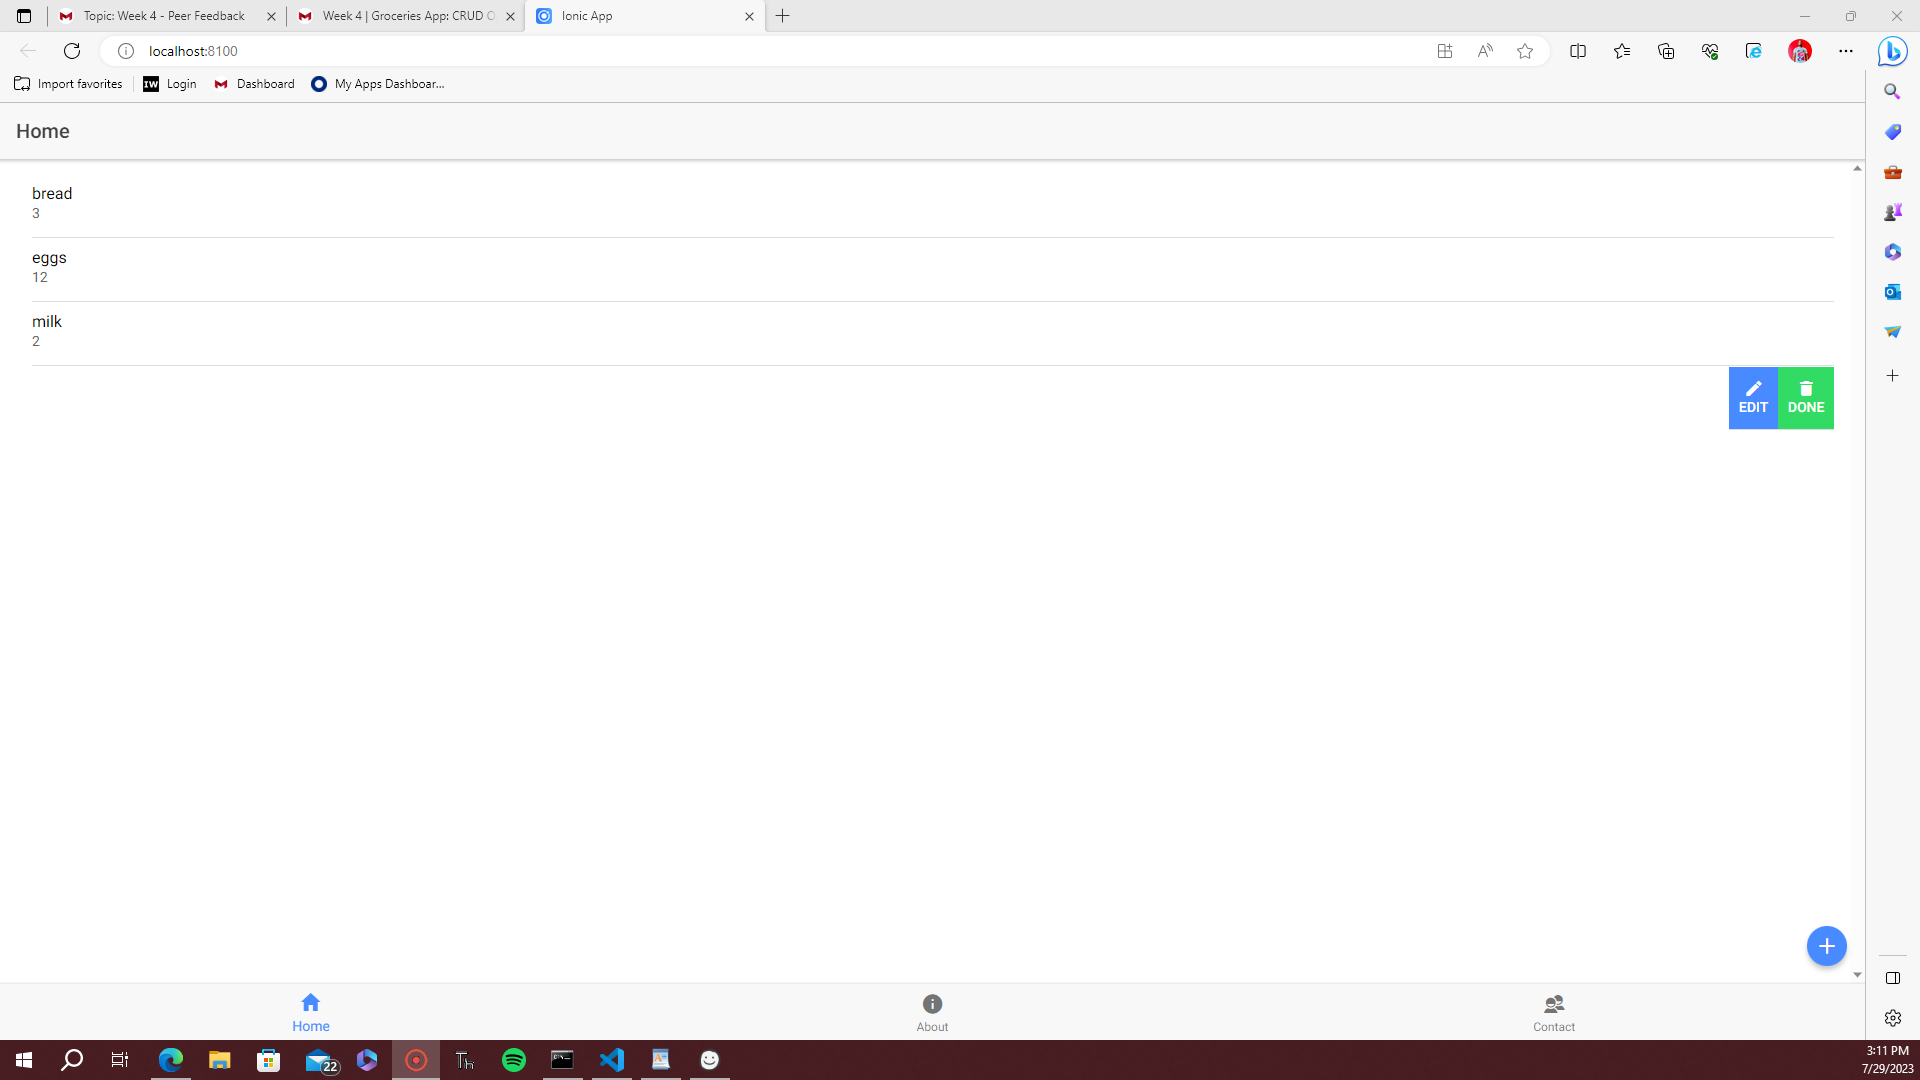 Topic: Week 4 - Peer Feedback
Week 4 | Groceries App: CRUD O
Ionic App
localhost:8100
Import favorites
IW Login
Dashboard
My Apps Dashboar...
Home
bread
3
eggs
12
milk
2
EDIT
DONE
Home
About
Contact
22
3:11 PM
7/29/2023